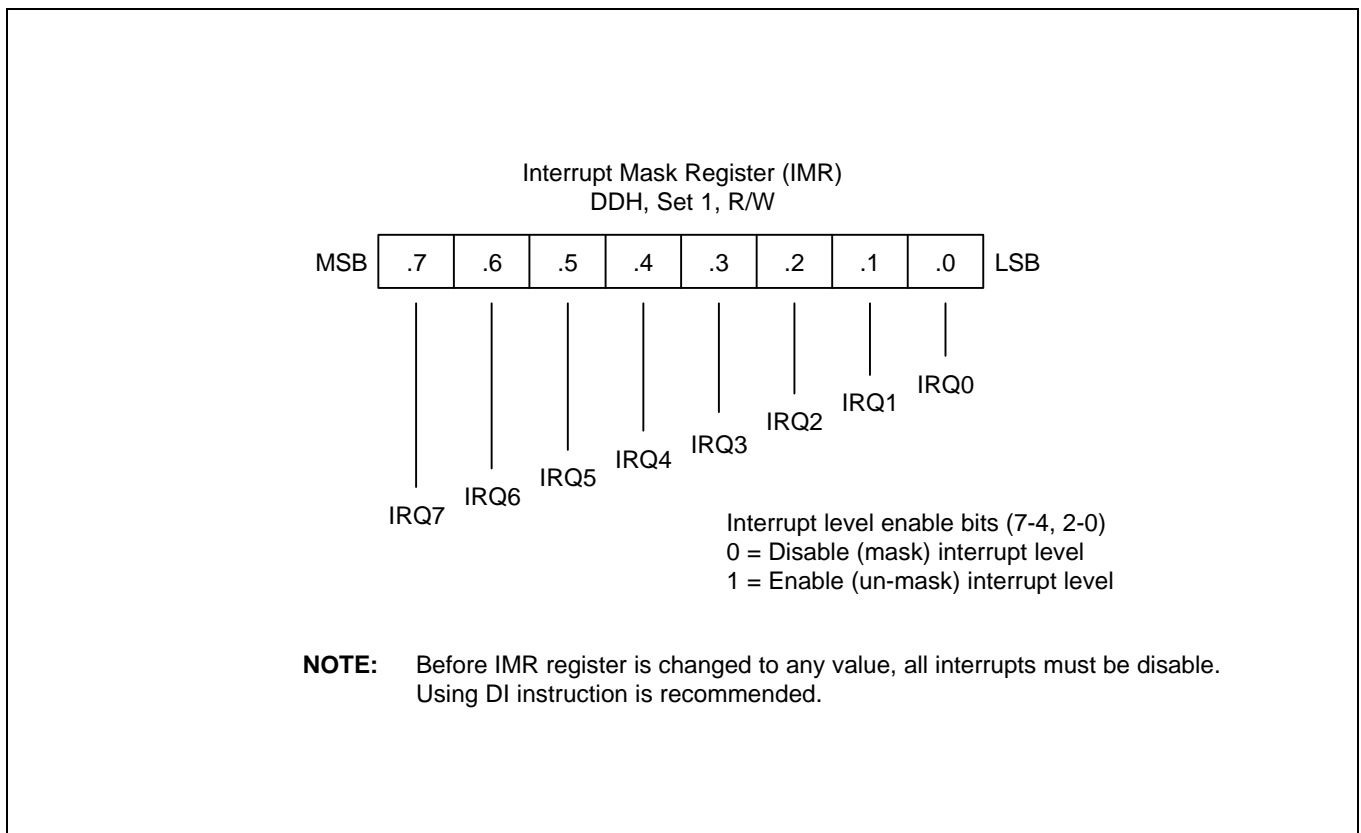 Interrupt Mask Register (IMR)
DDH, Set 1, R/W
MSB .7 .6 .5 .4 .3 .2 .1 .0 LSB
IRQ7 IRQ6 IRQ5 IRQ4 IRQ3 IRQ2 IRQ1 IRQ0
Interrupt level enable bits (7-4, 2-0)
0 = Disable (mask) interrupt level
1 = Enable (un-mask) interrupt level
NOTE: Before IMR register is changed to any value, all interrupts must be disable.
Using DI instruction is recommended.